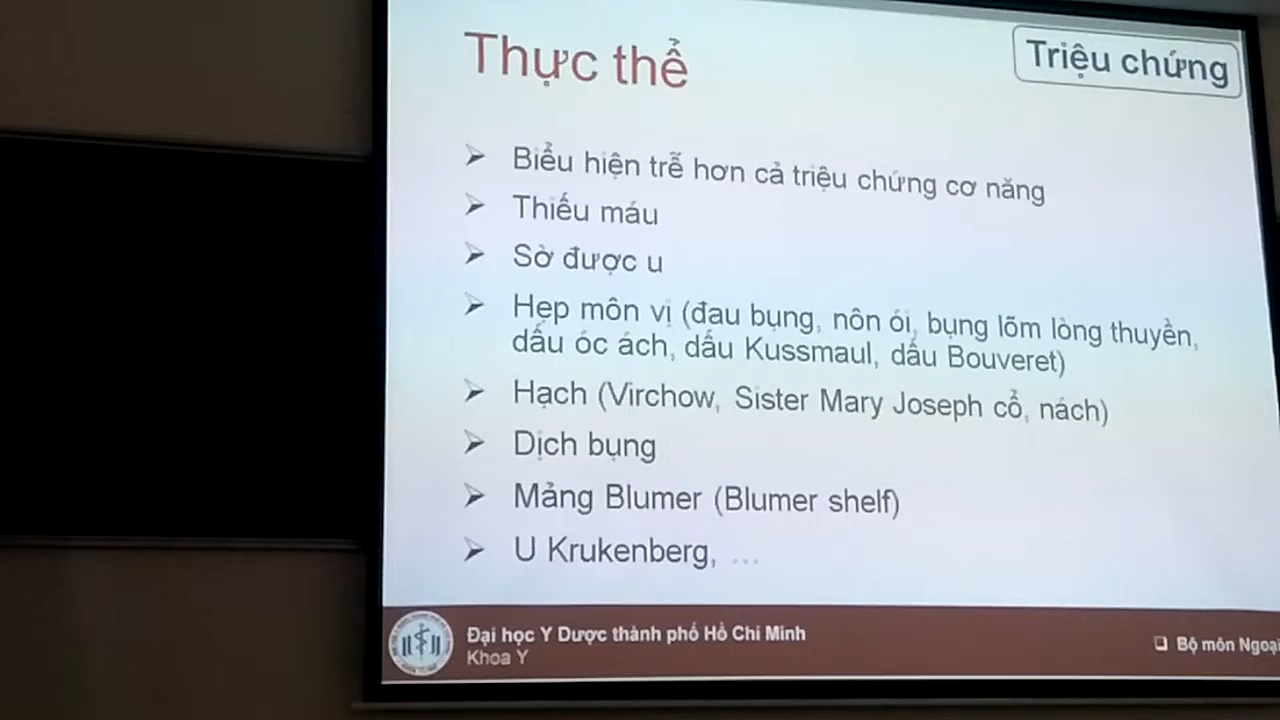 Thực thể
Triệu chứng
➢ Biểu hiện trễ hơn cả triệu chứng cơ năng
➢ Thiếu máu
➢ Sờ được u
➢ Hẹp môn vị (đau bụng, nôn ói, bụng lõm lòng thuyền,
dấu óc ách, dấu Kussmaul, dấu Bouveret)
➢ Hạch (Virchow, Sister Mary Joseph cổ, nách)
➢ Dịch bụng
➢ Mảng Blumer (Blumer shelf)
➢ U Krukenberg, ...
Đại học Y Dược thành phố Hồ Chí Minh
Khoa Y
❑ Bộ môn Ngoại